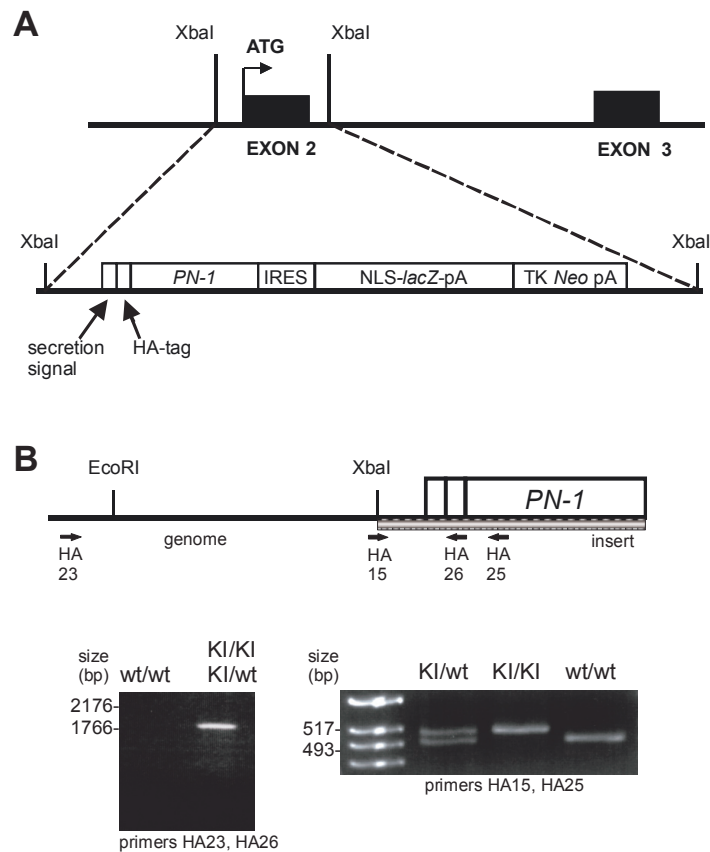 A
XbaI XbaI
ATG
EXON 2 EXON 3
XbaI XbaI
PN-1 IRES NLS-lacZ-pA TK Neo pA
secretion
signal
HA-tag
B
EcoRI XbaI
PN-1
genome insert
HA
23
HA
15
HA
26
HA
25
size
(bp)
wt/wt
KI/KI
KI/wt
2176-
1766-
primers HA23, HA26
size
(bp)
KI/wt KI/KI wt/wt
517-
493-
primers HA15, HA25